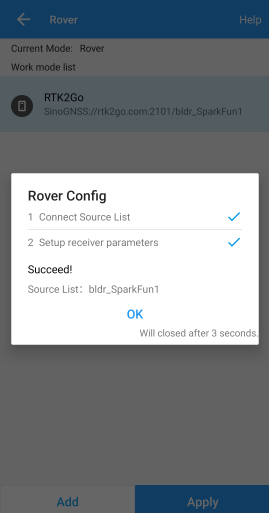 Rover Help
Current Mode: Rover
Work mode list
RTK2Go
SinoGNSS://rtk2go.com:2101/bldr_SparkFun1
Rover Config
1 Connect Source List
2 Setup receiver parameters
Succeed!
Source List: bldr_SparkFun1
OK
Will closed after 3 seconds.
Add Apply